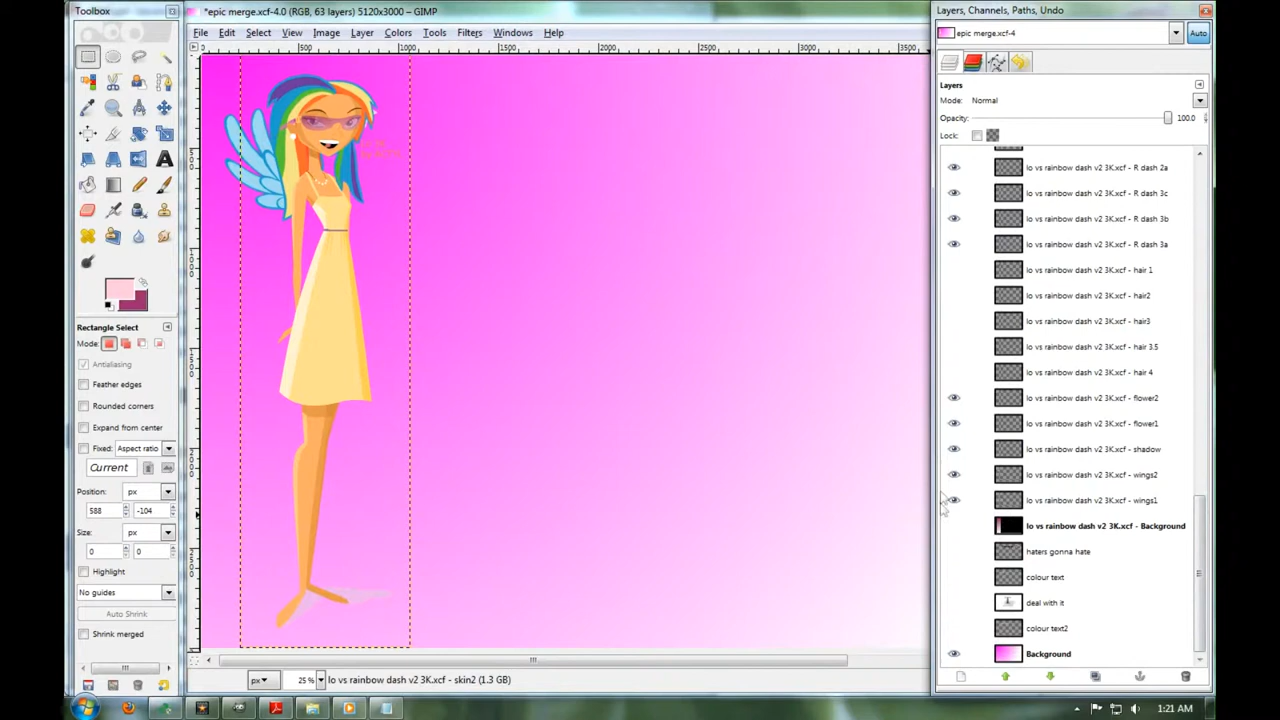 Toolbox
*epic merge.xcf-4.0 (RGB, 63 layers) 5120x3000 – GIMP
Layers, Channels, Paths, Undo
File Edit Select View Image Layer Colors Tools Filters Windows Help
epic merge.xcf-4
Auto
0 500 1000 1500 2000 2500 3000 3500
Layers
Mode: Normal
Opacity: 100.0
Lock:
lo vs rainbow dash v2 3K.xcf - R dash 2a
lo vs rainbow dash v2 3K.xcf - R dash 3c
lo vs rainbow dash v2 3K.xcf - R dash 3b
lo vs rainbow dash v2 3K.xcf - R dash 3a
lo vs rainbow dash v2 3K.xcf - hair 1
lo vs rainbow dash v2 3K.xcf - hair2
lo vs rainbow dash v2 3K.xcf - hair3
lo vs rainbow dash v2 3K.xcf - hair 3.5
lo vs rainbow dash v2 3K.xcf - hair 4
lo vs rainbow dash v2 3K.xcf - flower2
lo vs rainbow dash v2 3K.xcf - flower1
lo vs rainbow dash v2 3K.xcf - shadow
lo vs rainbow dash v2 3K.xcf - wings2
lo vs rainbow dash v2 3K.xcf - wings1
lo vs rainbow dash v2 3K.xcf - Background
haters gonna hate
colour text
deal with it
colour text2
Background
Rectangle Select
Mode:
Antialiasing
Feather edges
Rounded corners
Expand from center
Fixed: Aspect ratio
Current
Position: px
588 -104
Size: px
0 0
Highlight
No guides
Auto Shrink
Shrink merged
px 25 % lo vs rainbow dash v2 3K.xcf - skin2 (1.3 GB)
1:21 AM